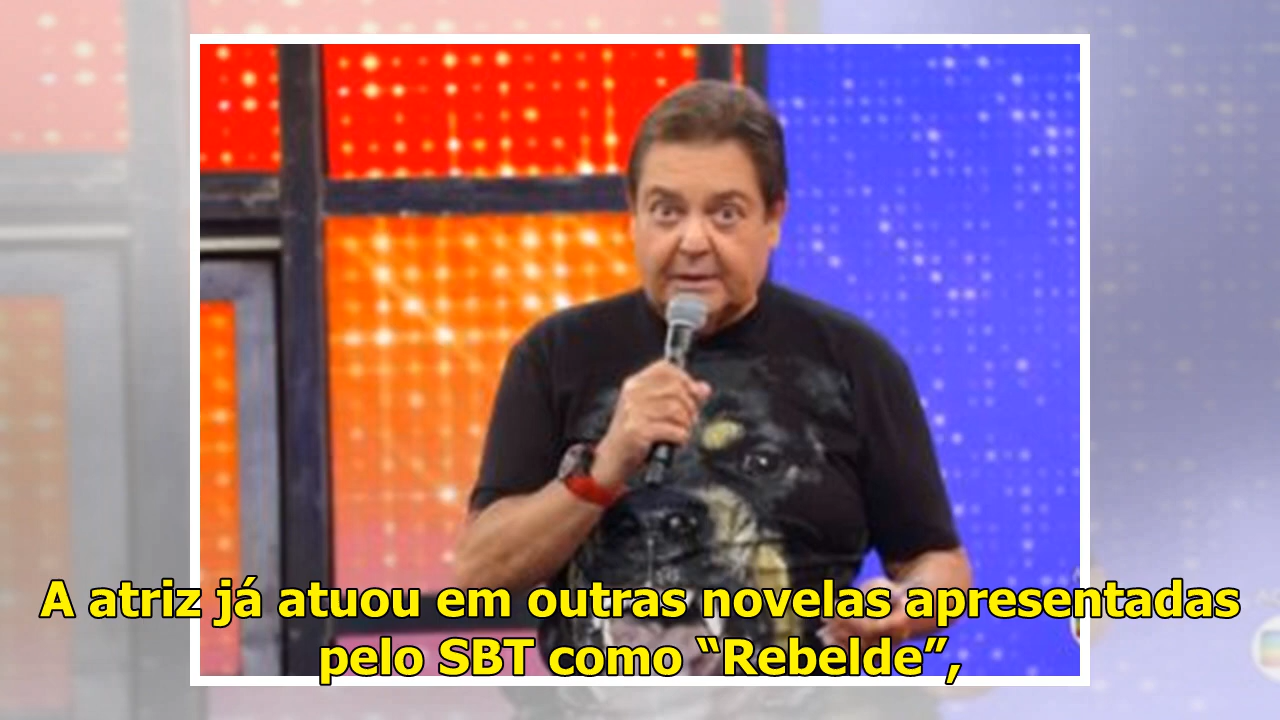 A atriz já atuou em outras novelas apresentadas
pelo SBT como “Rebelde”,